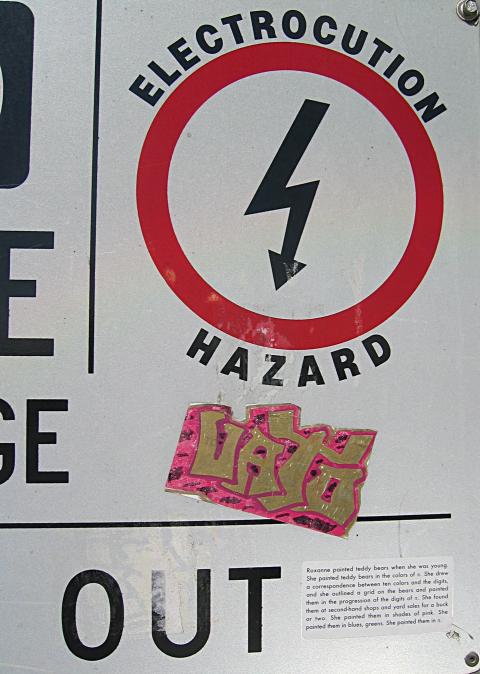 ELECTROCUTION
HAZARD
E
GE
OUT
Roxanne painted teddy bears when she was young.
She painted teddy bears in the colors of π. She drew
a correspondence between ten colors and the digits,
and she outlined a grid on the bears and painted
them in the progression of the digits of π. She found
them at second-hand shops and yard sales for a buck
or two. She painted them in shades of pink. She
painted them in blues, greens. She painted them in π.